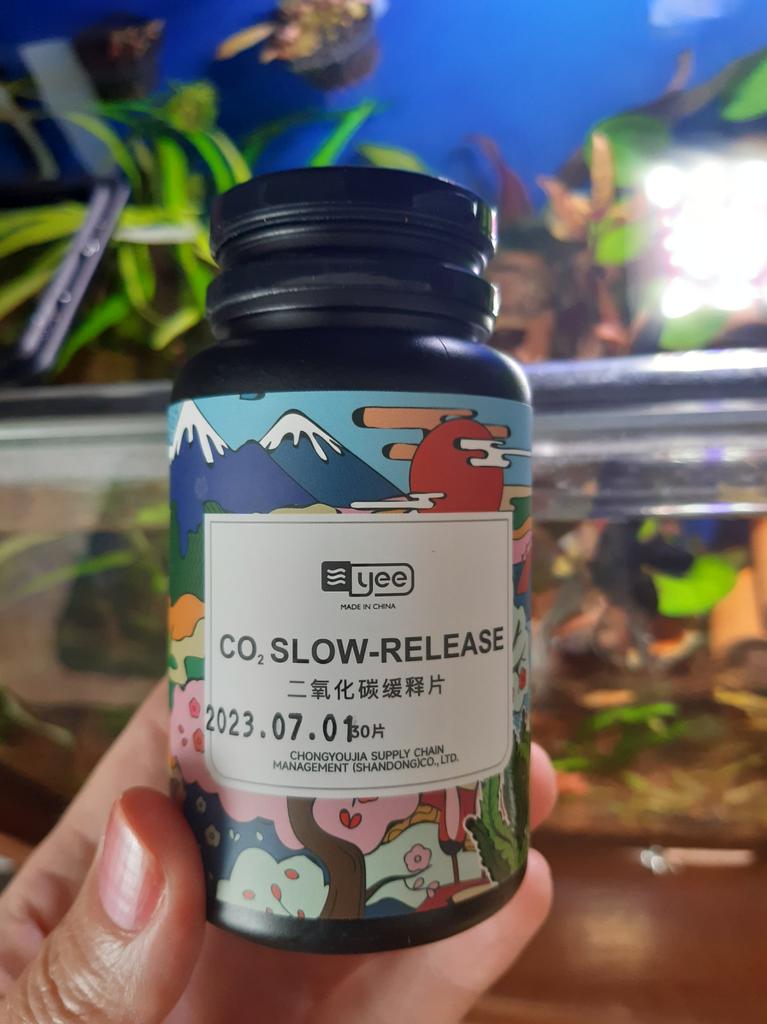 yee
MADE IN CHINA
CO₂ SLOW-RELEASE
二氧化碳缓释片
2023.07.01 30片
CHONGYOUJIA SUPPLY CHAIN
MANAGEMENT (SHANDONG)CO., LTD.